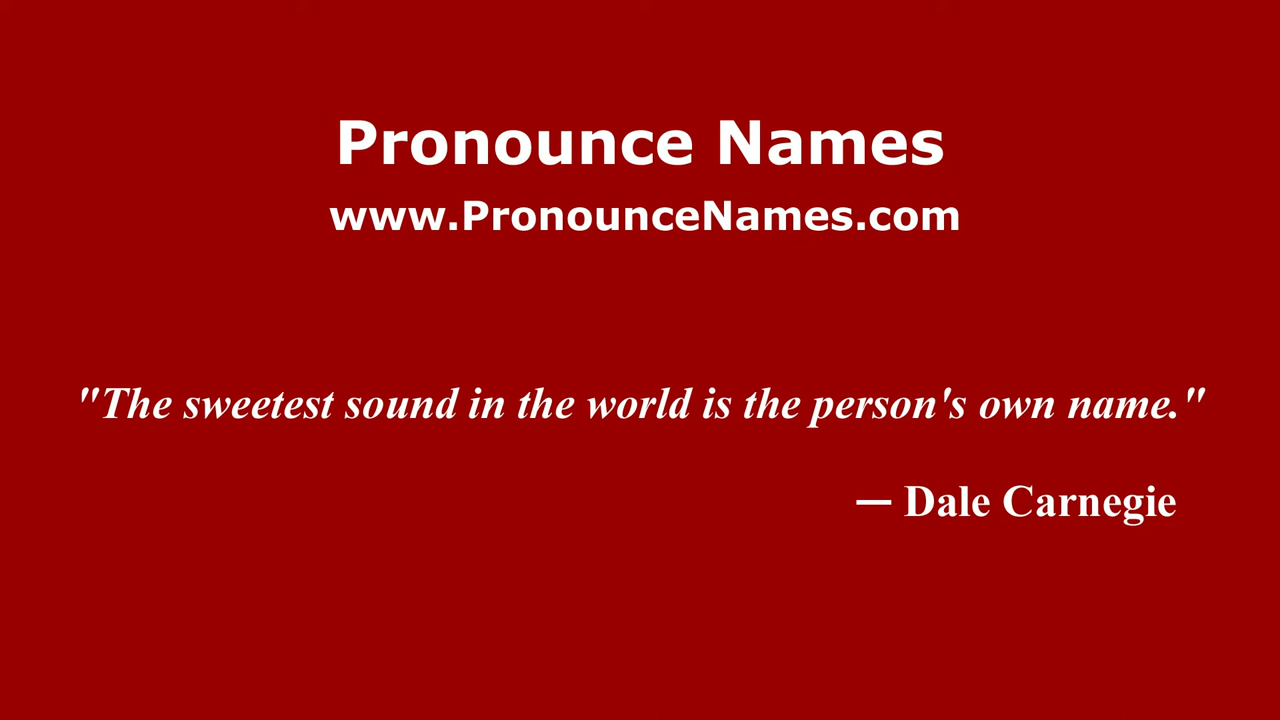 Pronounce Names
www.PronounceNames.com
"The sweetest sound in the world is the person's own name."
— Dale Carnegie